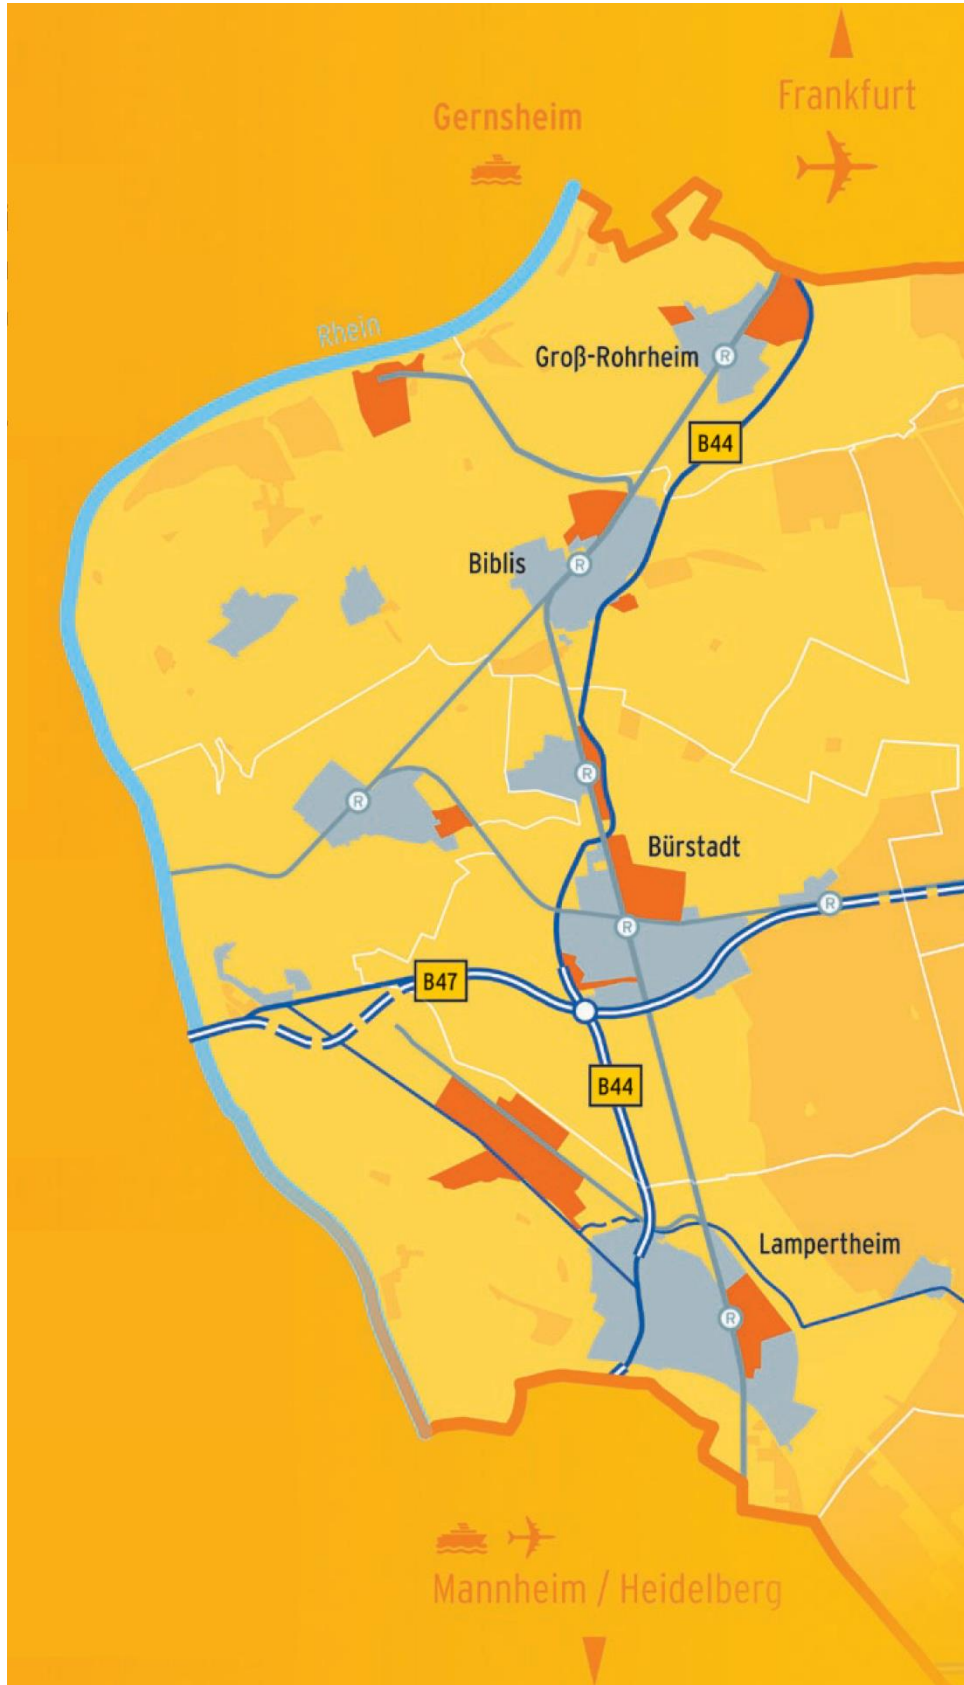 Frankfurt
Gernsheim
Rhein
Groß-Rohrheim
R
B44
Biblis
R
R
R
Bürstadt
R
R
B47
B44
Lampertheim
R
Mannheim / Heidelberg